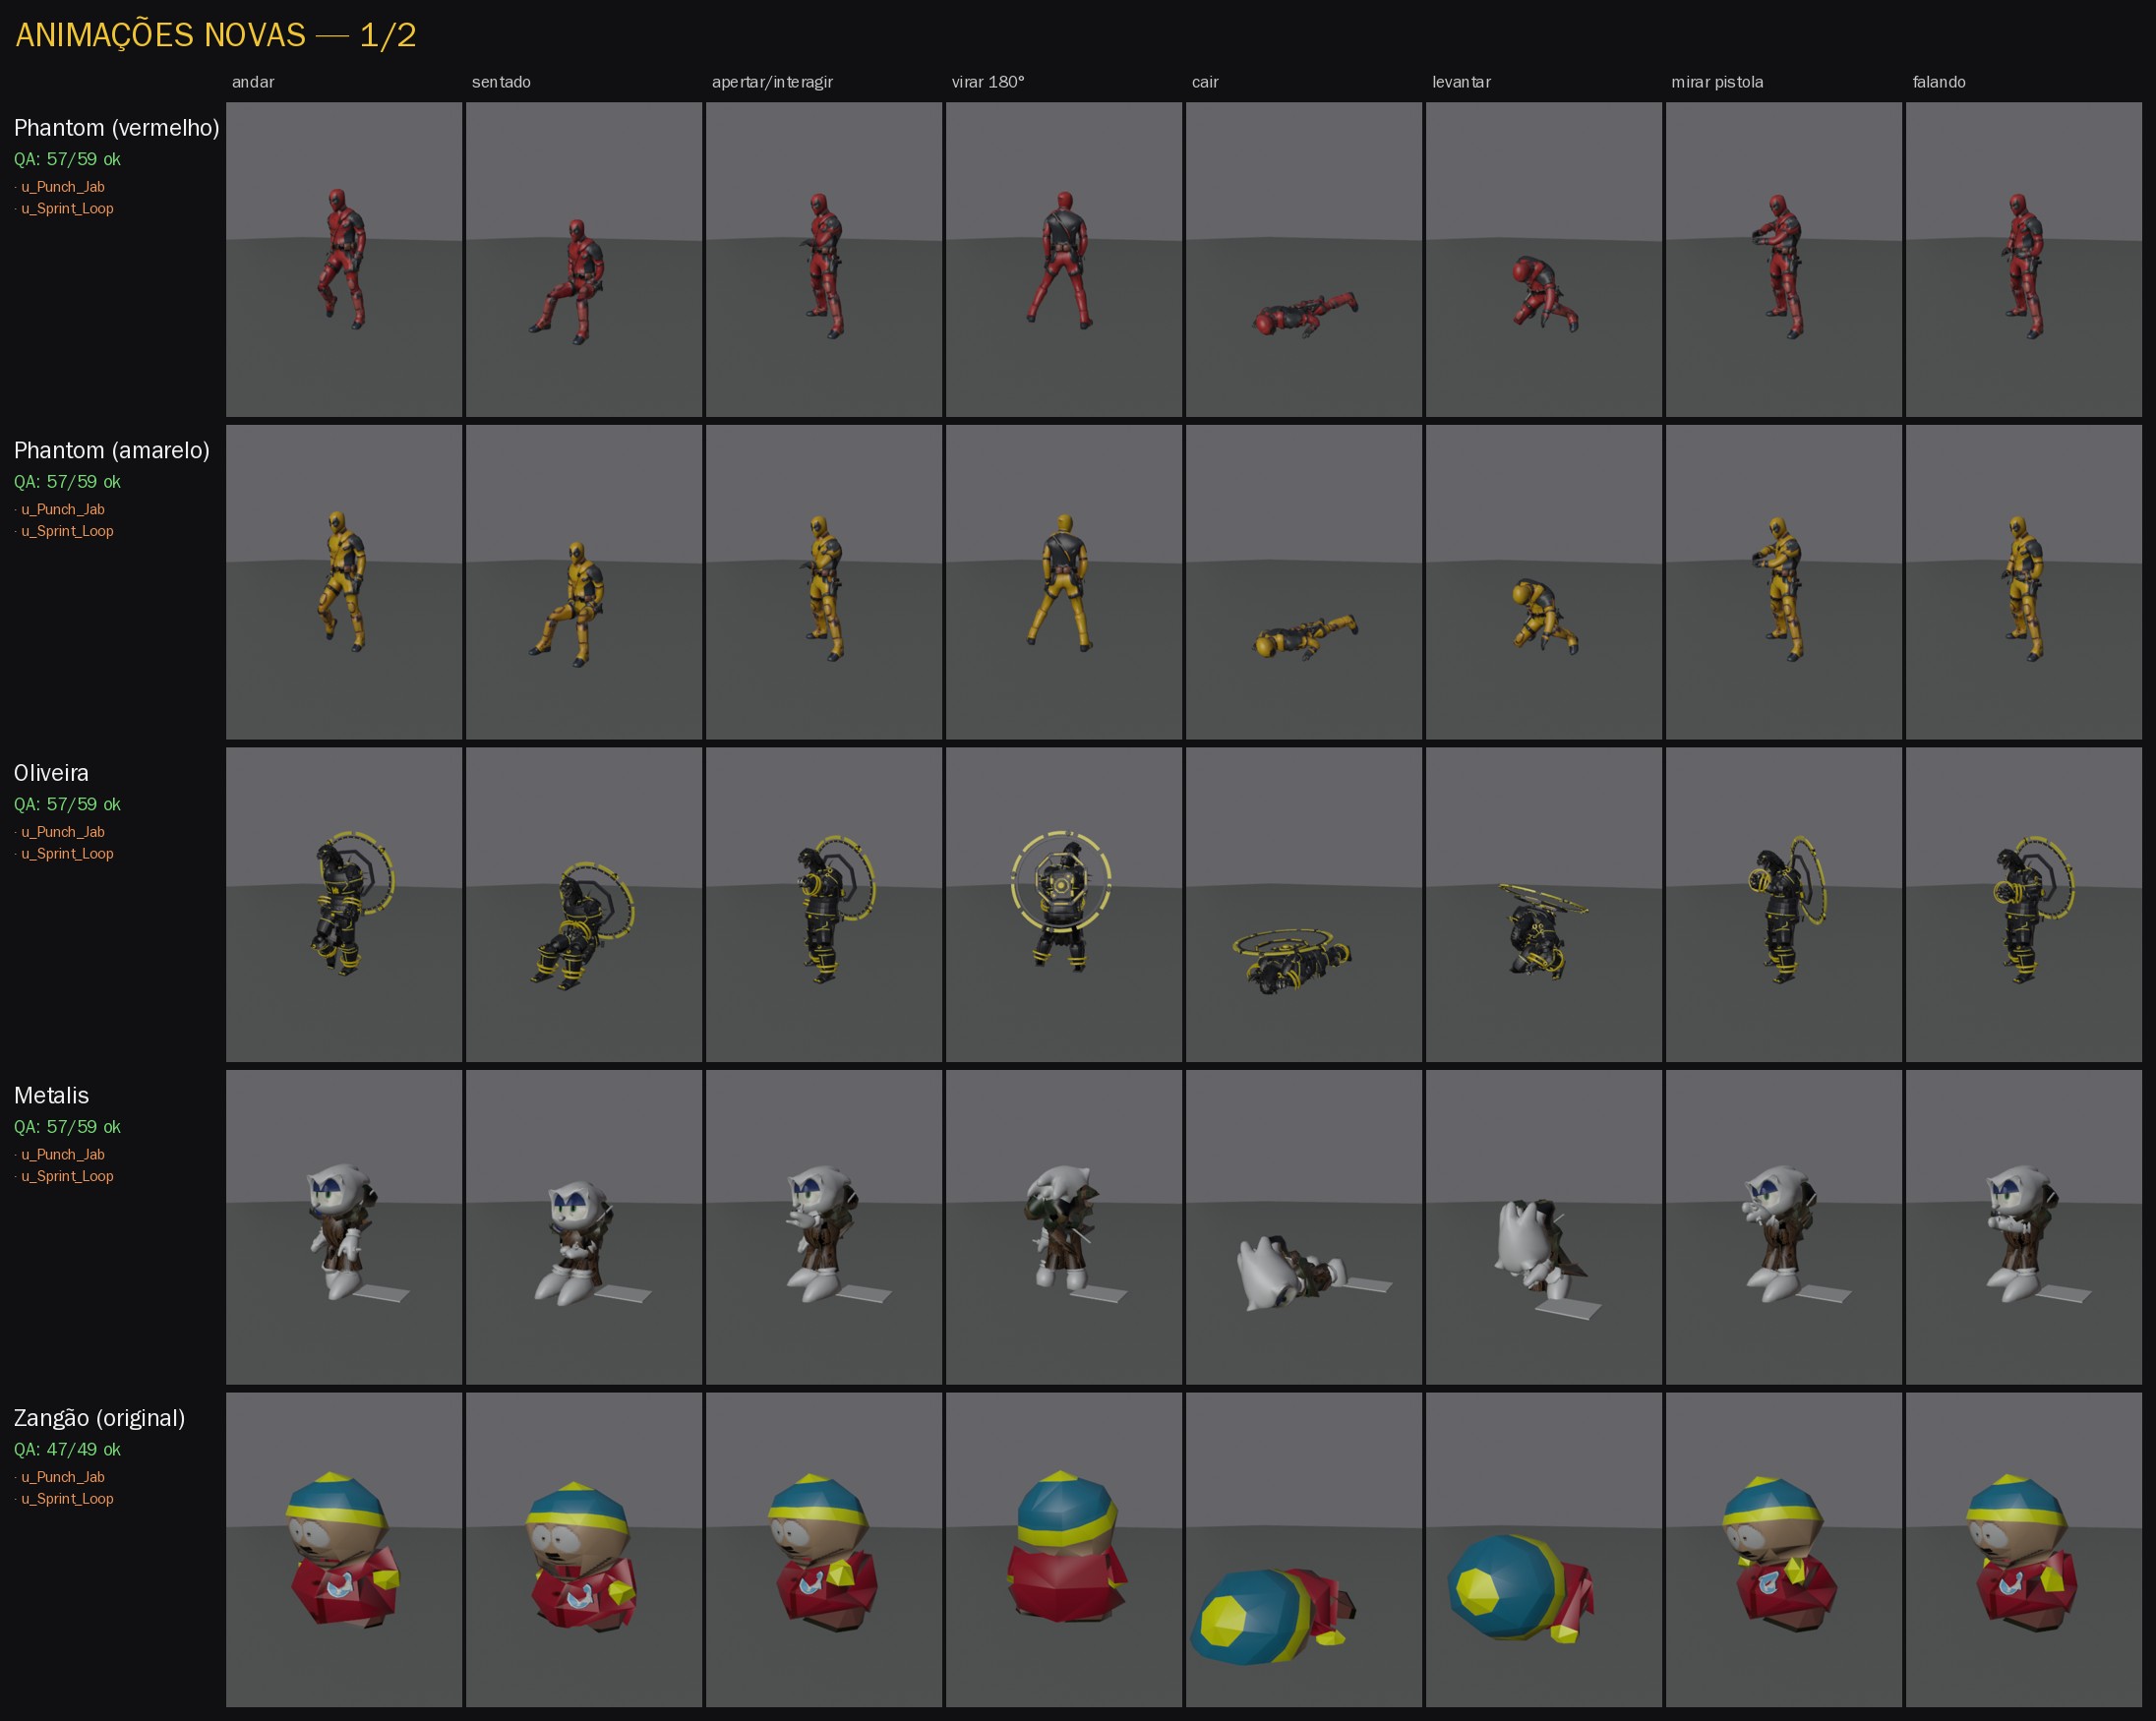 ANIMAÇÕES NOVAS — 1/2
andar
sentado
apertar/interagir
virar 180°
cair
levantar
mirar pistola
falando
Phantom (vermelho)
QA: 57/59 ok
· u_Punch_Jab
· u_Sprint_Loop
Phantom (amarelo)
QA: 57/59 ok
· u_Punch_Jab
· u_Sprint_Loop
Oliveira
QA: 57/59 ok
· u_Punch_Jab
· u_Sprint_Loop
Metalis
QA: 57/59 ok
· u_Punch_Jab
· u_Sprint_Loop
Zangão (original)
QA: 47/49 ok
· u_Punch_Jab
· u_Sprint_Loop